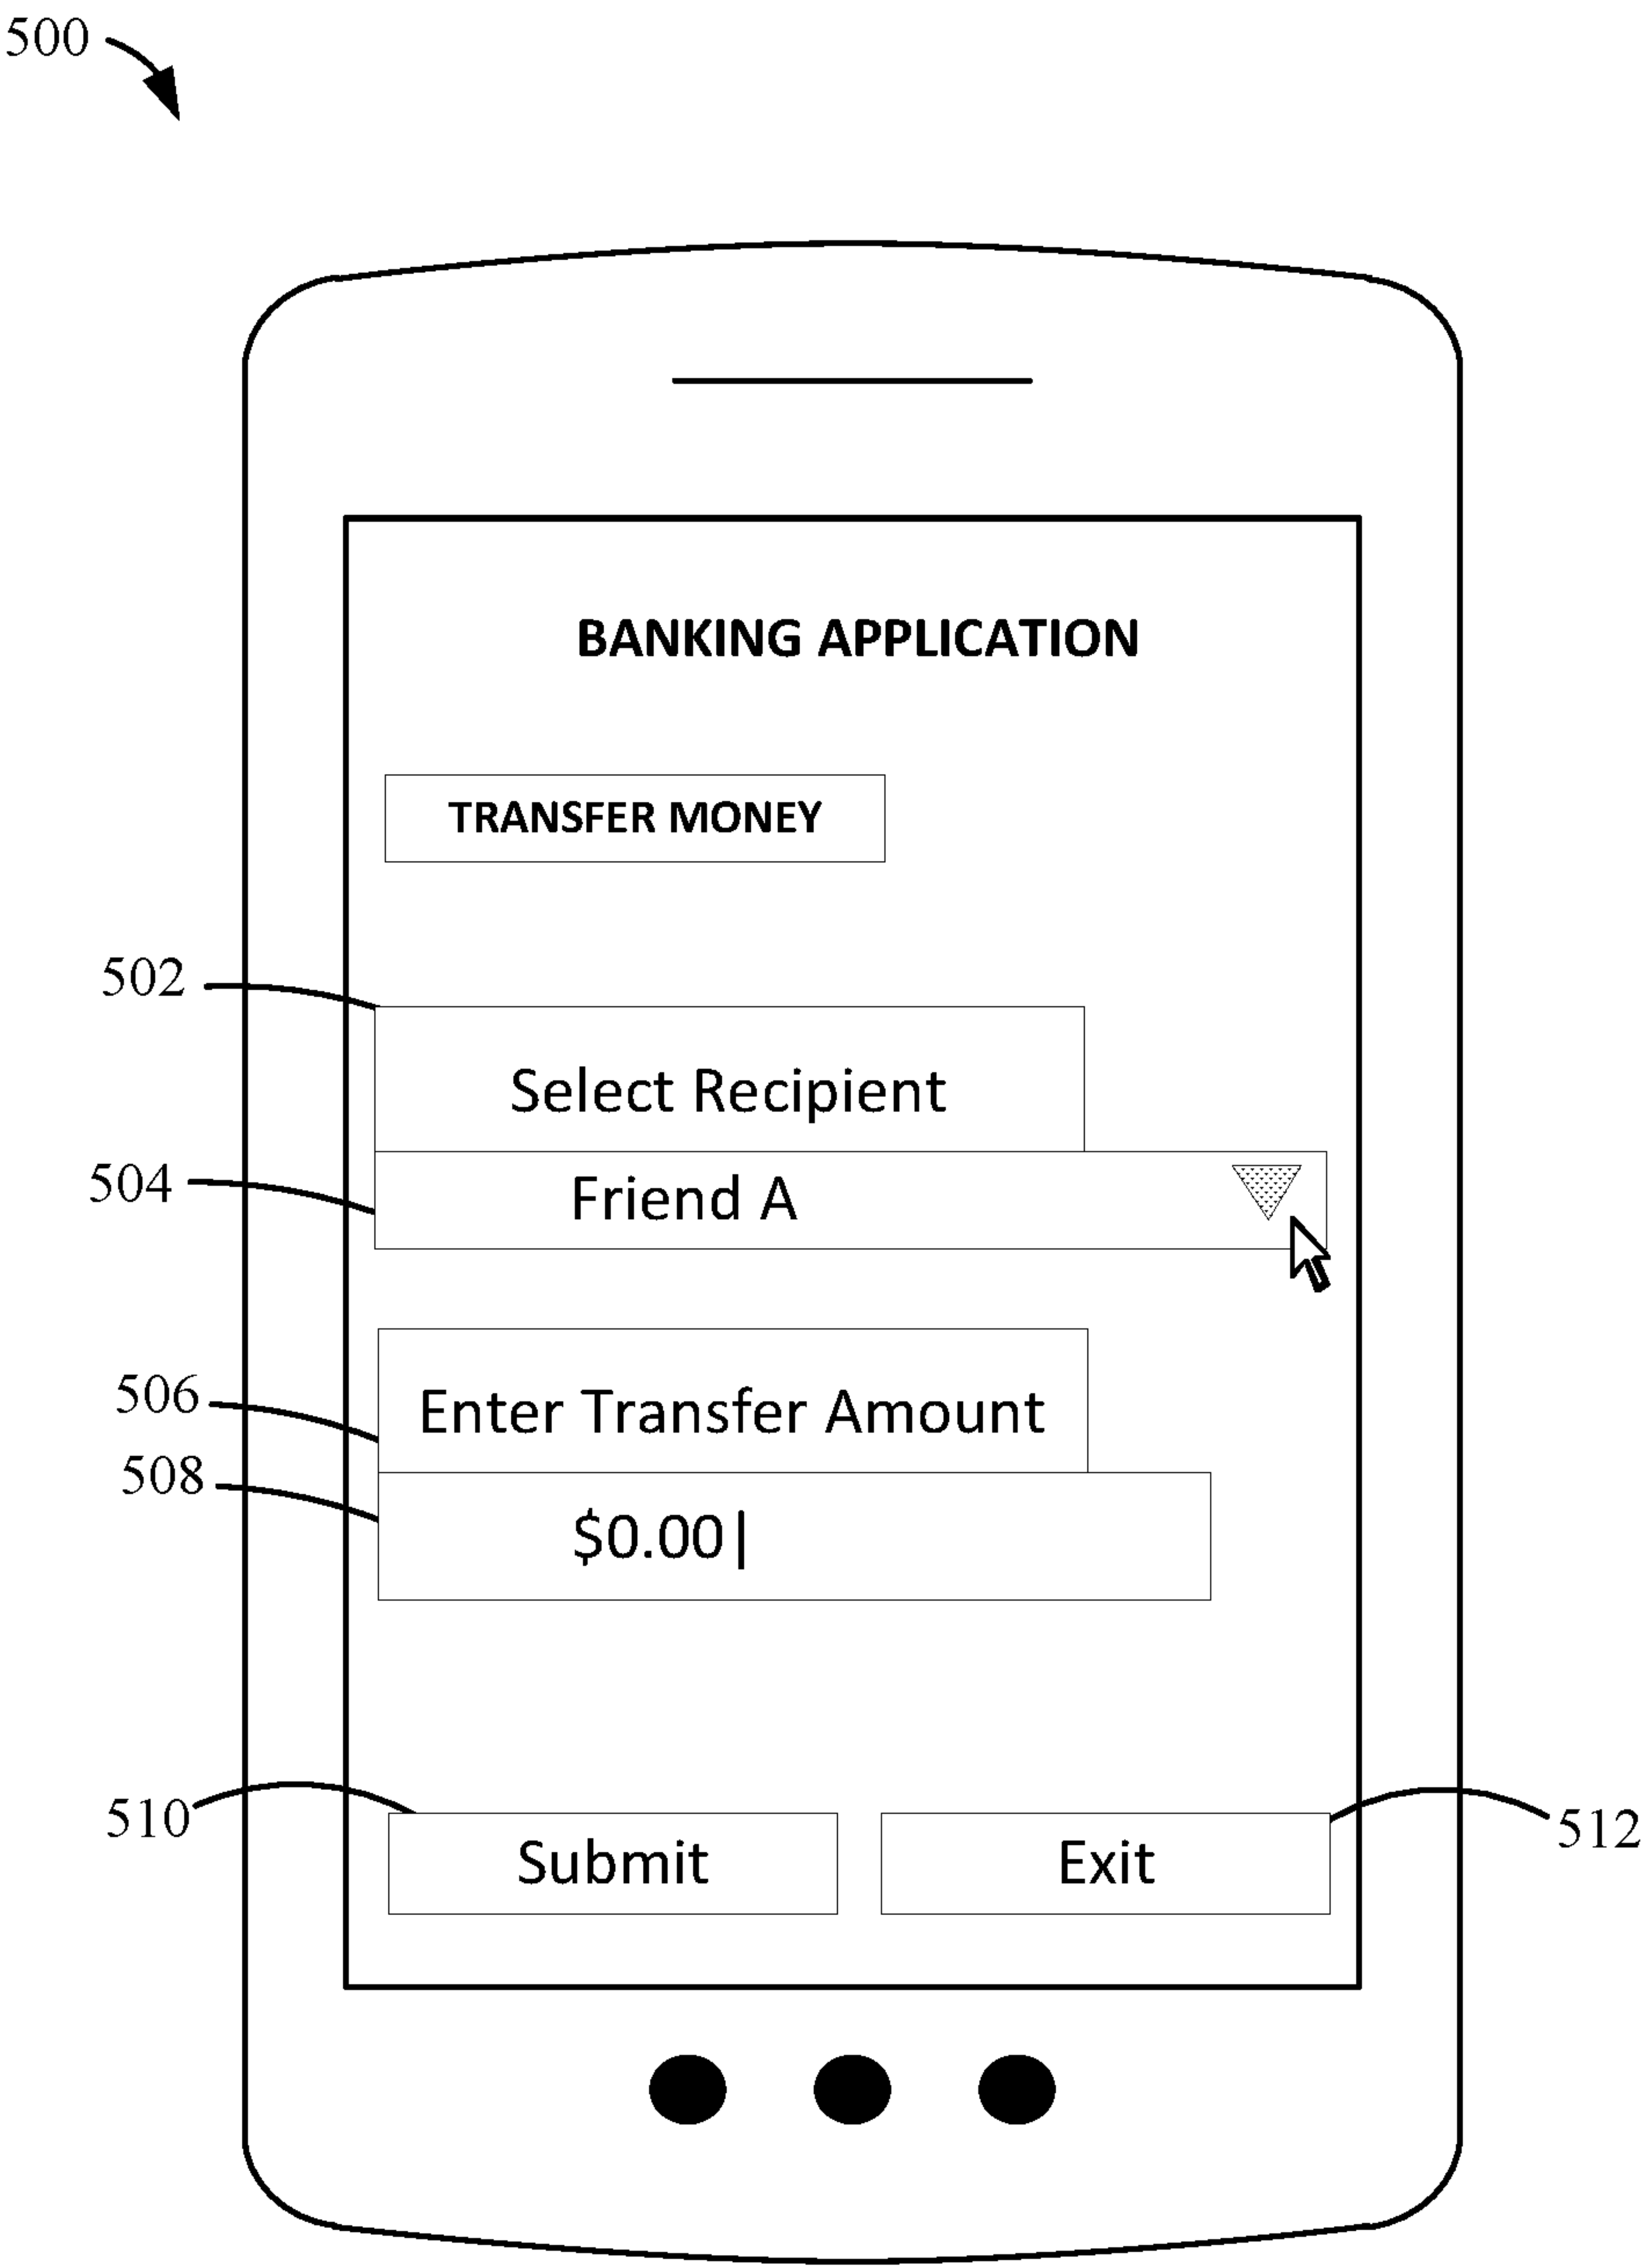 500
BANKING APPLICATION
TRANSFER MONEY
502
Select Recipient
504
Friend A
506
Enter Transfer Amount
508
$0.00|
510
Submit
Exit
512